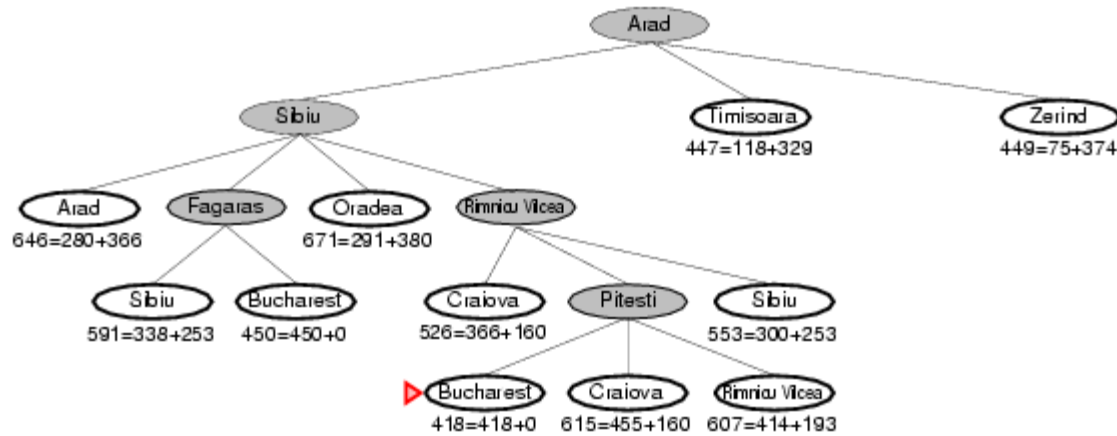 Arad
Sibiu
Timisoara
Zerind
447=118+329
449=75+374
Arad
Fagaras
Oradea
Rimnicu Vilcea
646=280+366
671=291+380
Sibiu
Bucharest
Craiova
Pitesti
Sibiu
591=338+253
450=450+0
526=366+160
553=300+253
Bucharest
Craiova
Rimnicu Vilcea
418=418+0
615=455+160
607=414+193